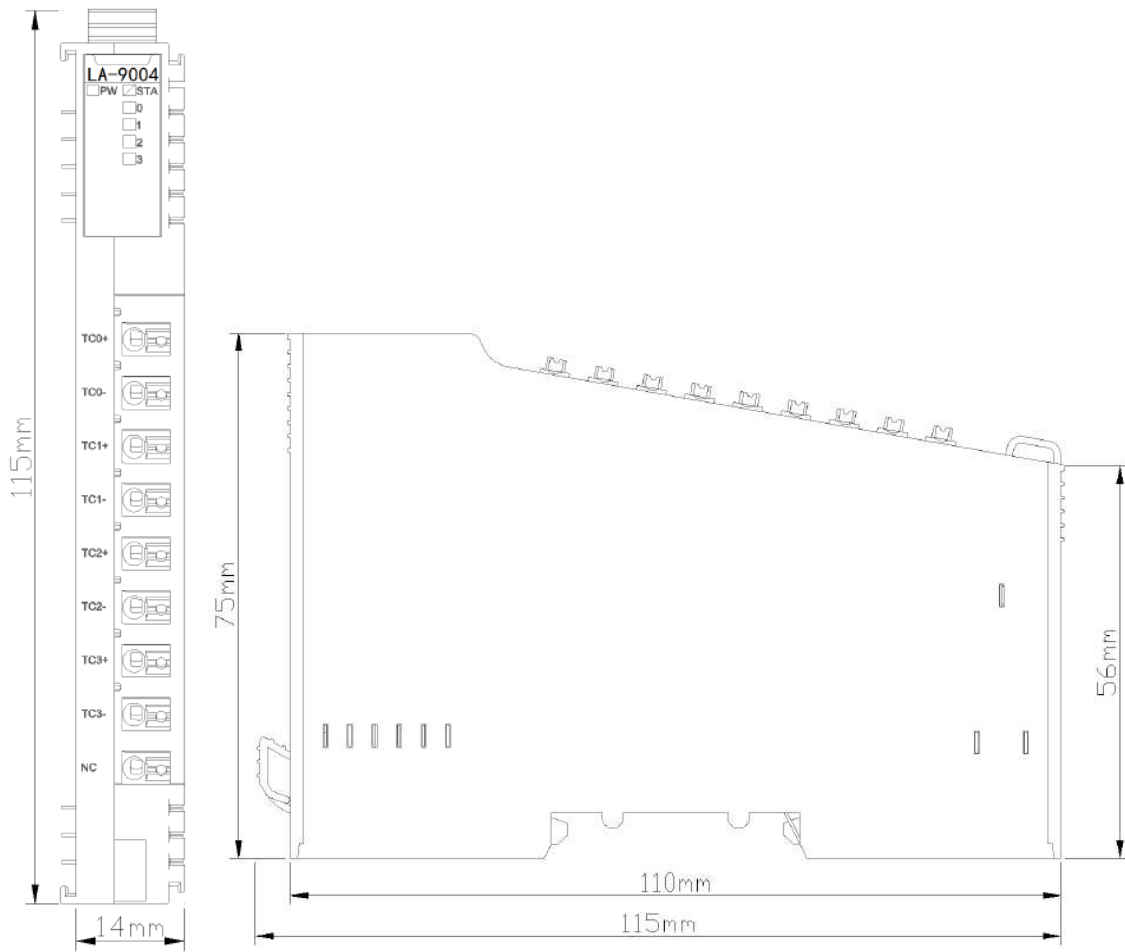 LA-9004
PW STA
0
1
2
3
TC0+
TC0-
TC1+
TC1-
TC2+
TC2-
TC3+
TC3-
NC
115mm
14mm
75mm
56mm
110mm
115mm